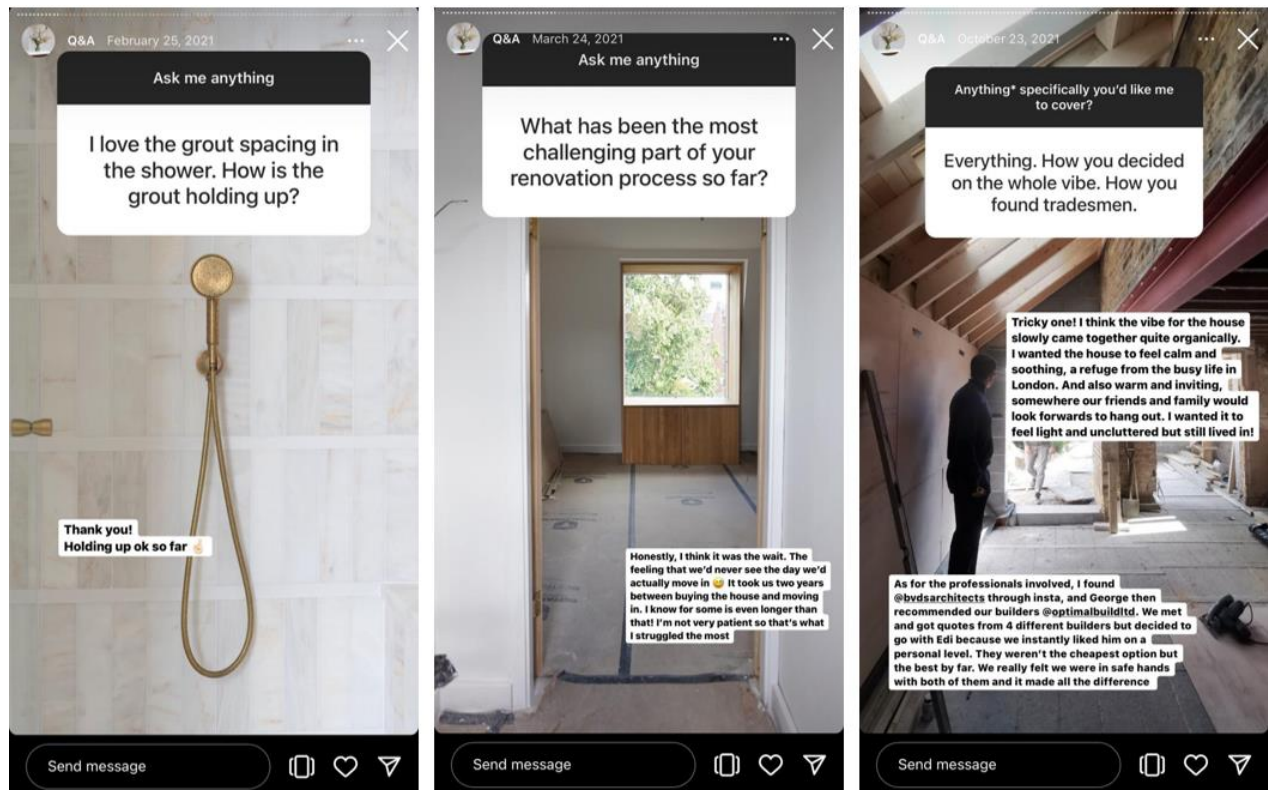 Q&A February 25, 2021
Ask me anything
I love the grout spacing in
the shower. How is the
grout holding up?
Thank you!
Holding up ok so far 🤞🏻
Send message
Q&A March 24, 2021
Ask me anything
What has been the most
challenging part of your
renovation process so far?
Honestly, I think it was the wait. The
feeling that we'd never see the day we'd
actually move in 😅 It took us two years
between buying the house and moving
in. I know for some is even longer than
that! I'm not very patient so that's what
I struggled the most
Send message
Q&A October 23, 2021
Anything* specifically you'd like me
to cover?
Everything. How you decided
on the whole vibe. How you
found tradesmen.
Tricky one! I think the vibe for the house
slowly came together quite organically.
I wanted the house to feel calm and
soothing, a refuge from the busy life in
London. And also warm and inviting,
somewhere our friends and family would
look forwards to hang out. I wanted it to
feel light and uncluttered but still lived in!
As for the professionals involved, I found
@bvdsarchitects through insta, and George then
recommended our builders @optimalbuildltd. We met
and got quotes from 4 different builders but decided to
go with Edi because we instantly liked him on a
personal level. They weren't the cheapest option but
the best by far. We really felt we were in safe hands
with both of them and it made all the difference
Send message